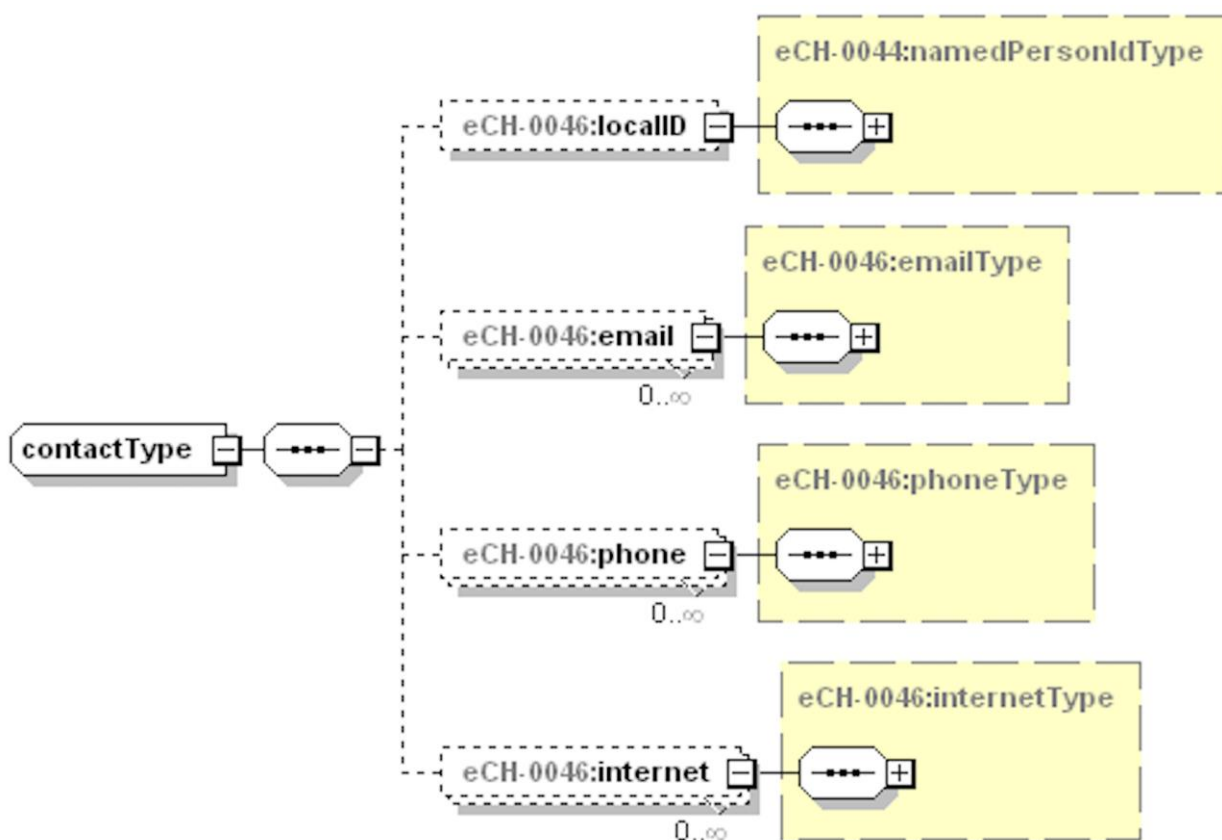 eCH-0044:namedPersonIdType
eCH-0046:localID
eCH-0046:emailType
eCH-0046:email
0..∞
contactType
eCH-0046:phoneType
eCH-0046:phone
0..∞
eCH-0046:internetType
eCH-0046:internet
0..∞